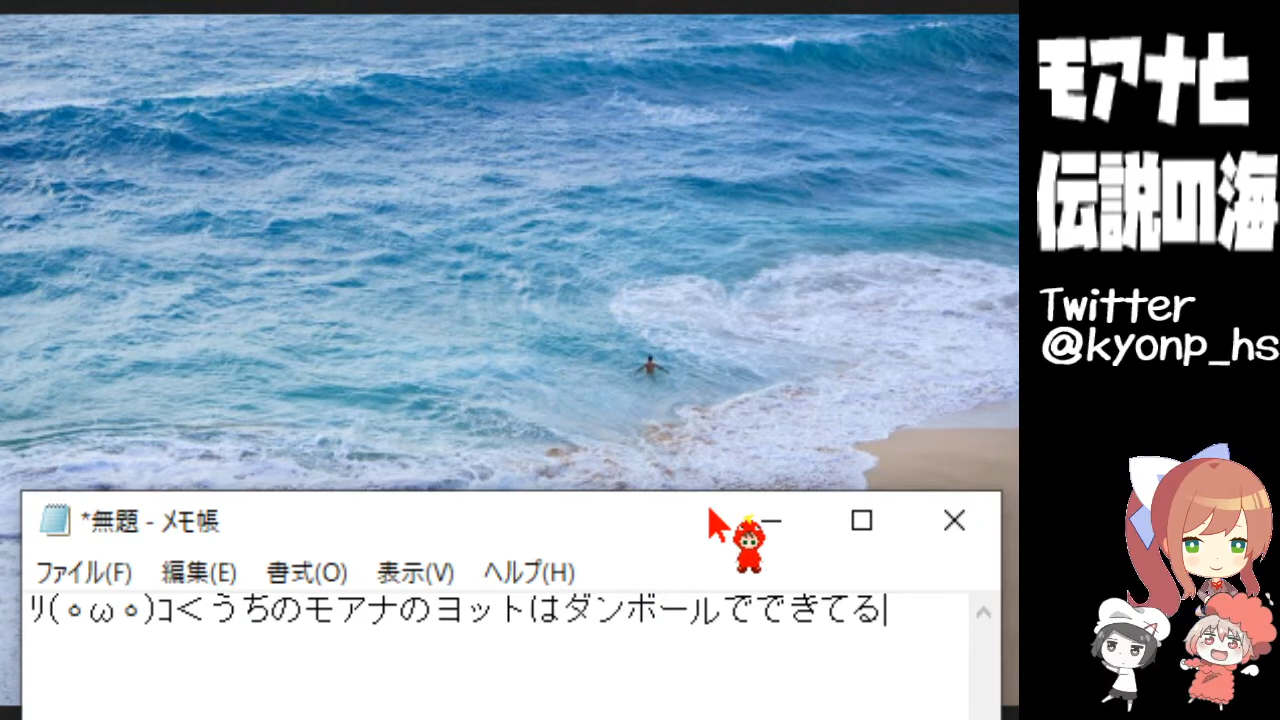 モアナと
伝説の海
Twitter
@kyonp_hs
*無題 - メモ帳
ファイル(F) 編集(E) 書式(O) 表示(V) ヘルプ(H)
ﾘ(ﾟωﾟ)ｺ＜うちのモアナのヨットはダンボールでできてる